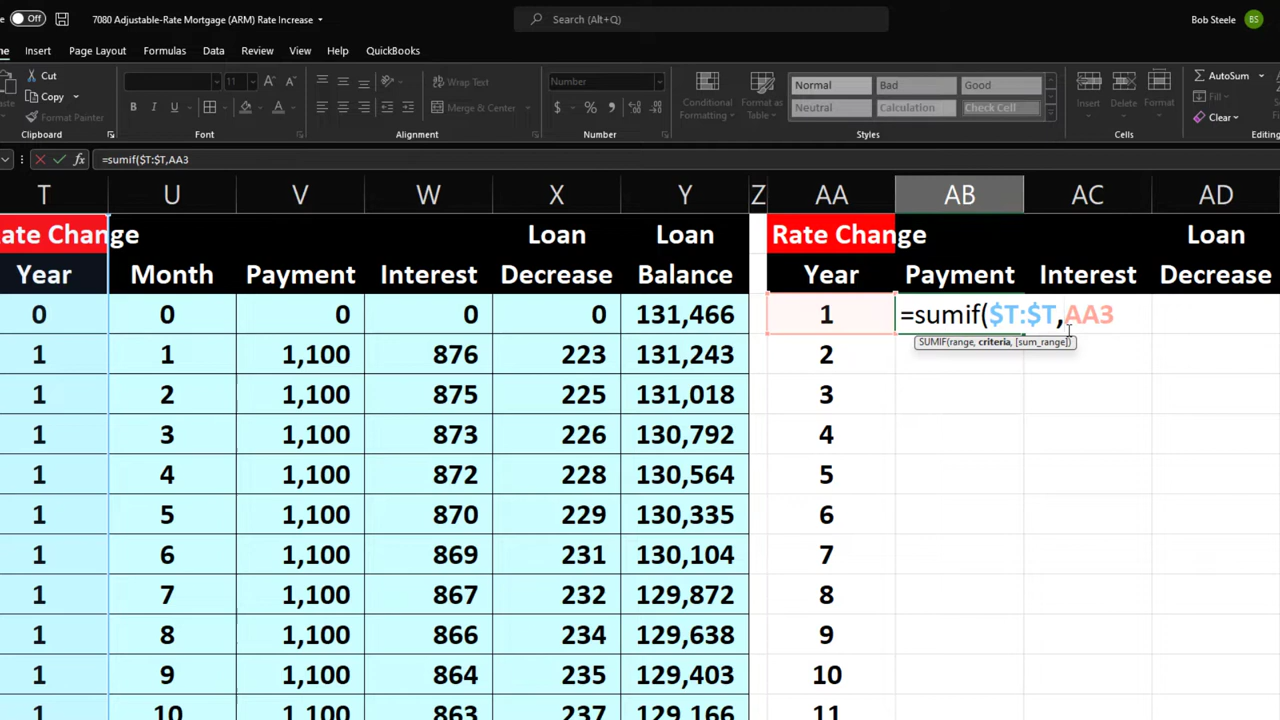 Off 7080 Adjustable-Rate Mortgage (ARM) Rate Increase Search (Alt+Q) Bob Steele BS
Insert Page Layout Formulas Data Review View Help QuickBooks
Cut
Copy
Format Painter
Clipboard
11 A A
B I U A
Font
Wrap Text
Merge & Center
Alignment
Number
$ %
Number
Conditional Formatting
Format as Table
Normal Bad Good
Neutral Calculation Check Cell
Styles
Insert Delete Format
Cells
AutoSum
Fill
Clear
Editing
fx =sumif($T:$T,AA3
T U V W X Y Z AA AB AC AD
Rate Change Loan Loan Rate Change Loan
Year Month Payment Interest Decrease Balance Year Payment Interest Decrease
0 0 0 0 0 131,466 1 =sumif($T:$T,AA3
SUMIF(range, criteria, [sum_range])
1 1 1,100 876 223 131,243 2
1 2 1,100 875 225 131,018 3
1 3 1,100 873 226 130,792 4
1 4 1,100 872 228 130,564 5
1 5 1,100 870 229 130,335 6
1 6 1,100 869 231 130,104 7
1 7 1,100 867 232 129,872 8
1 8 1,100 866 234 129,638 9
1 9 1,100 864 235 129,403 10
1 10 1,100 863 237 129,166 11